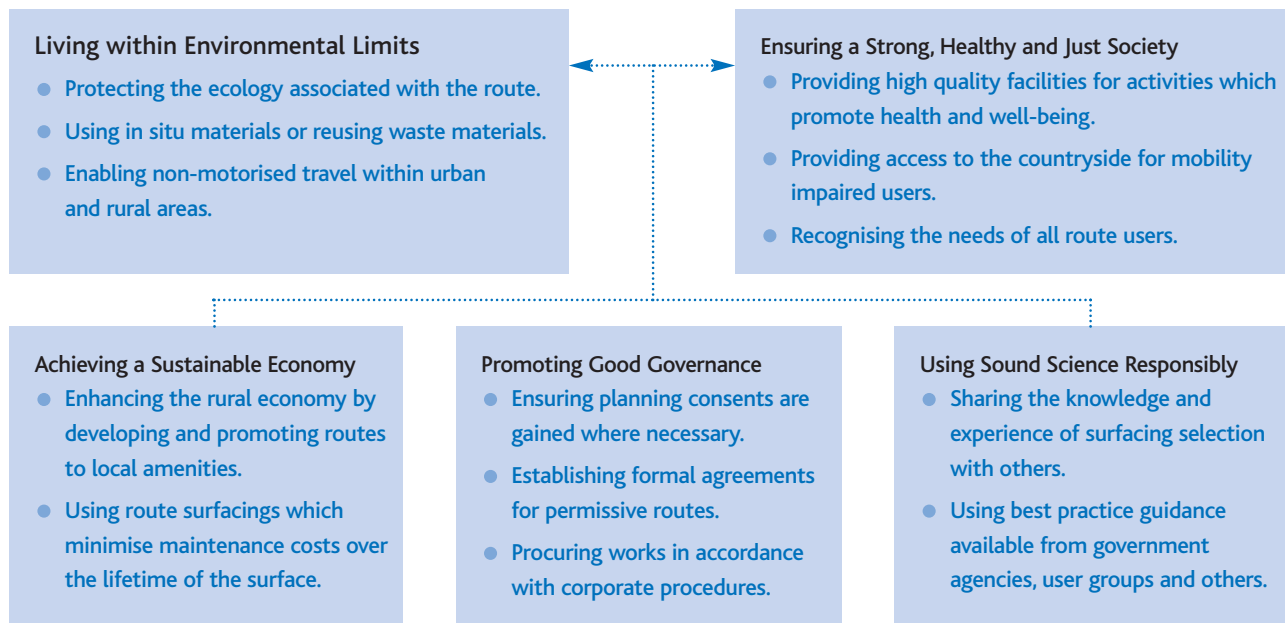 Living within Environmental Limits
● Protecting the ecology associated with the route.
● Using in situ materials or reusing waste materials.
● Enabling non-motorised travel within urban
and rural areas.
Ensuring a Strong, Healthy and Just Society
● Providing high quality facilities for activities which
promote health and well-being.
● Providing access to the countryside for mobility
impaired users.
● Recognising the needs of all route users.
Achieving a Sustainable Economy
● Enhancing the rural economy by
developing and promoting routes
to local amenities.
● Using route surfacings which
minimise maintenance costs over
the lifetime of the surface.
Promoting Good Governance
● Ensuring planning consents are
gained where necessary.
● Establishing formal agreements
for permissive routes.
● Procuring works in accordance
with corporate procedures.
Using Sound Science Responsibly
● Sharing the knowledge and
experience of surfacing selection
with others.
● Using best practice guidance
available from government
agencies, user groups and others.